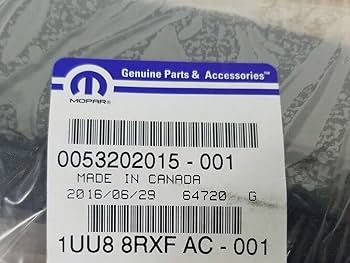 Genuine Parts & Accessories™
MOPAR®
0053202015 - 001
MADE IN CANADA
2016/06/29 64720 G
1UU8 8RXF AC - 001